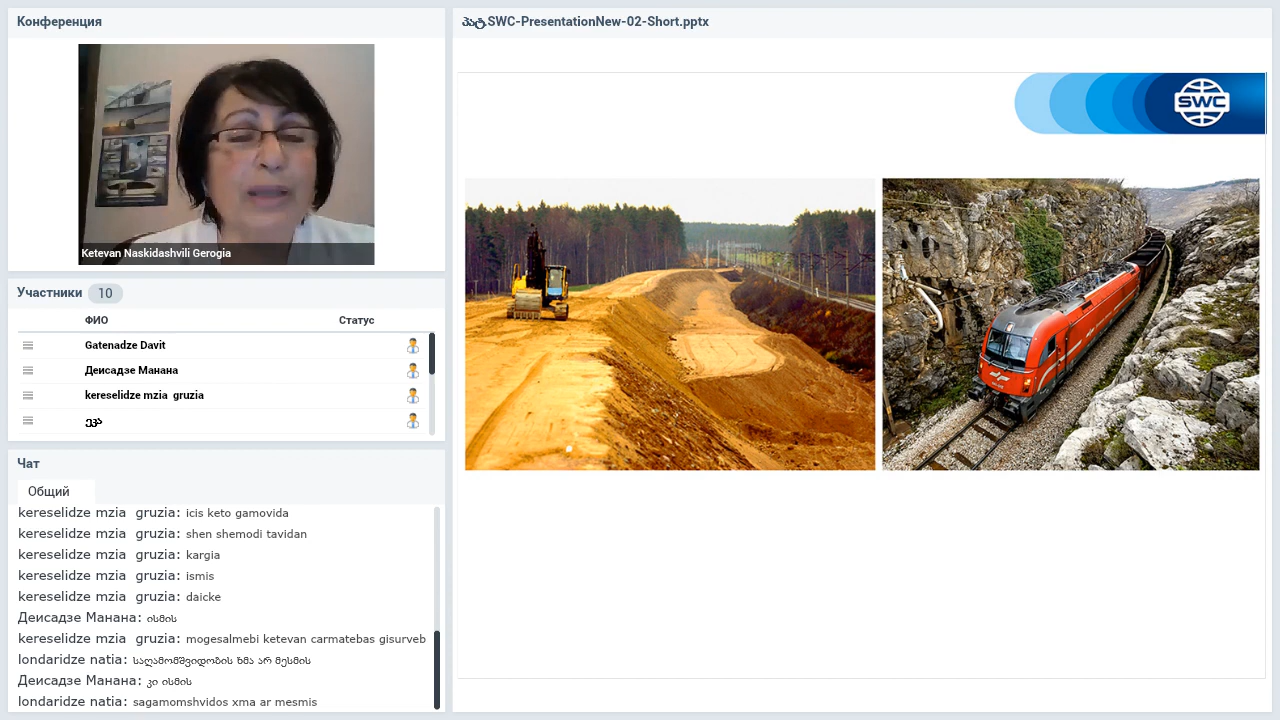 Конференция
Ketevan Naskidashvili Gerogia
Участники 10
ФИО Статус
Gatenadze Davit
Деисадзе Манана
kereselidze mzia gruzia
ევა
Чат
Общий
kereselidze mzia gruzia: icis keto gamovida
kereselidze mzia gruzia: shen shemodi tavidan
kereselidze mzia gruzia: kargia
kereselidze mzia gruzia: ismis
kereselidze mzia gruzia: daicke
Деисадзе Манана: ისმის
kereselidze mzia gruzia: mogesalmebi ketevan carmatebas gisurveb
londaridze natia: საღამომშვიდობის ხმა არ მესმის
Деисадзе Манана: კი ისმის
londaridze natia: sagamomshvidos xma ar mesmis
SWC-PresentationNew-02-Short.pptx
SWC